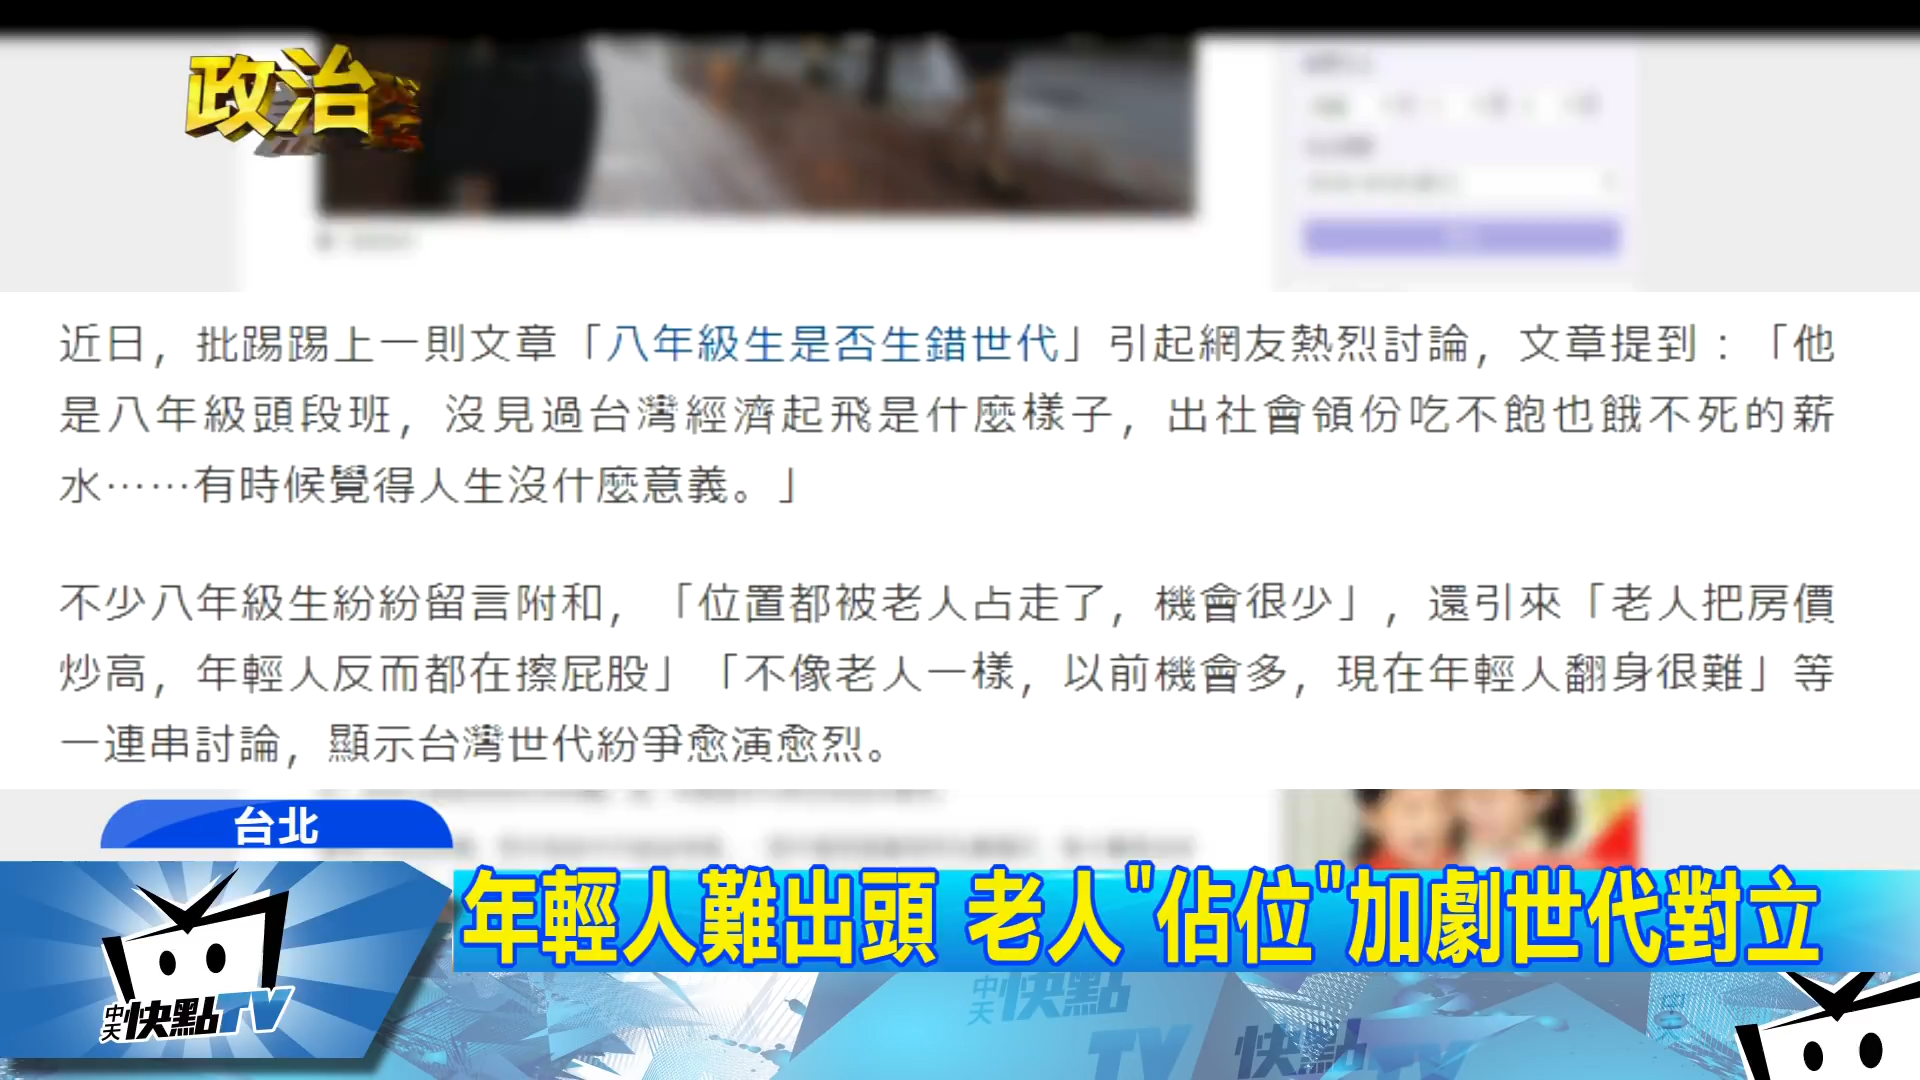 政治
近日，批踢踢上一則文章「八年級生是否生錯世代」引起網友熱烈討論，文章提到：「他
是八年級頭段班，沒見過台灣經濟起飛是什麼樣子，出社會領份吃不飽也餓不死的薪
水……有時候覺得人生沒什麼意義。」
不少八年級生紛紛留言附和，「位置都被老人占走了，機會很少」，還引來「老人把房價
炒高，年輕人反而都在擦屁股」「不像老人一樣，以前機會多，現在年輕人翻身很難」等
一連串討論，顯示台灣世代紛爭愈演愈烈。
台北
年輕人難出頭 老人"佔位"加劇世代對立
中天快點TV
中天快點TV
快點TV